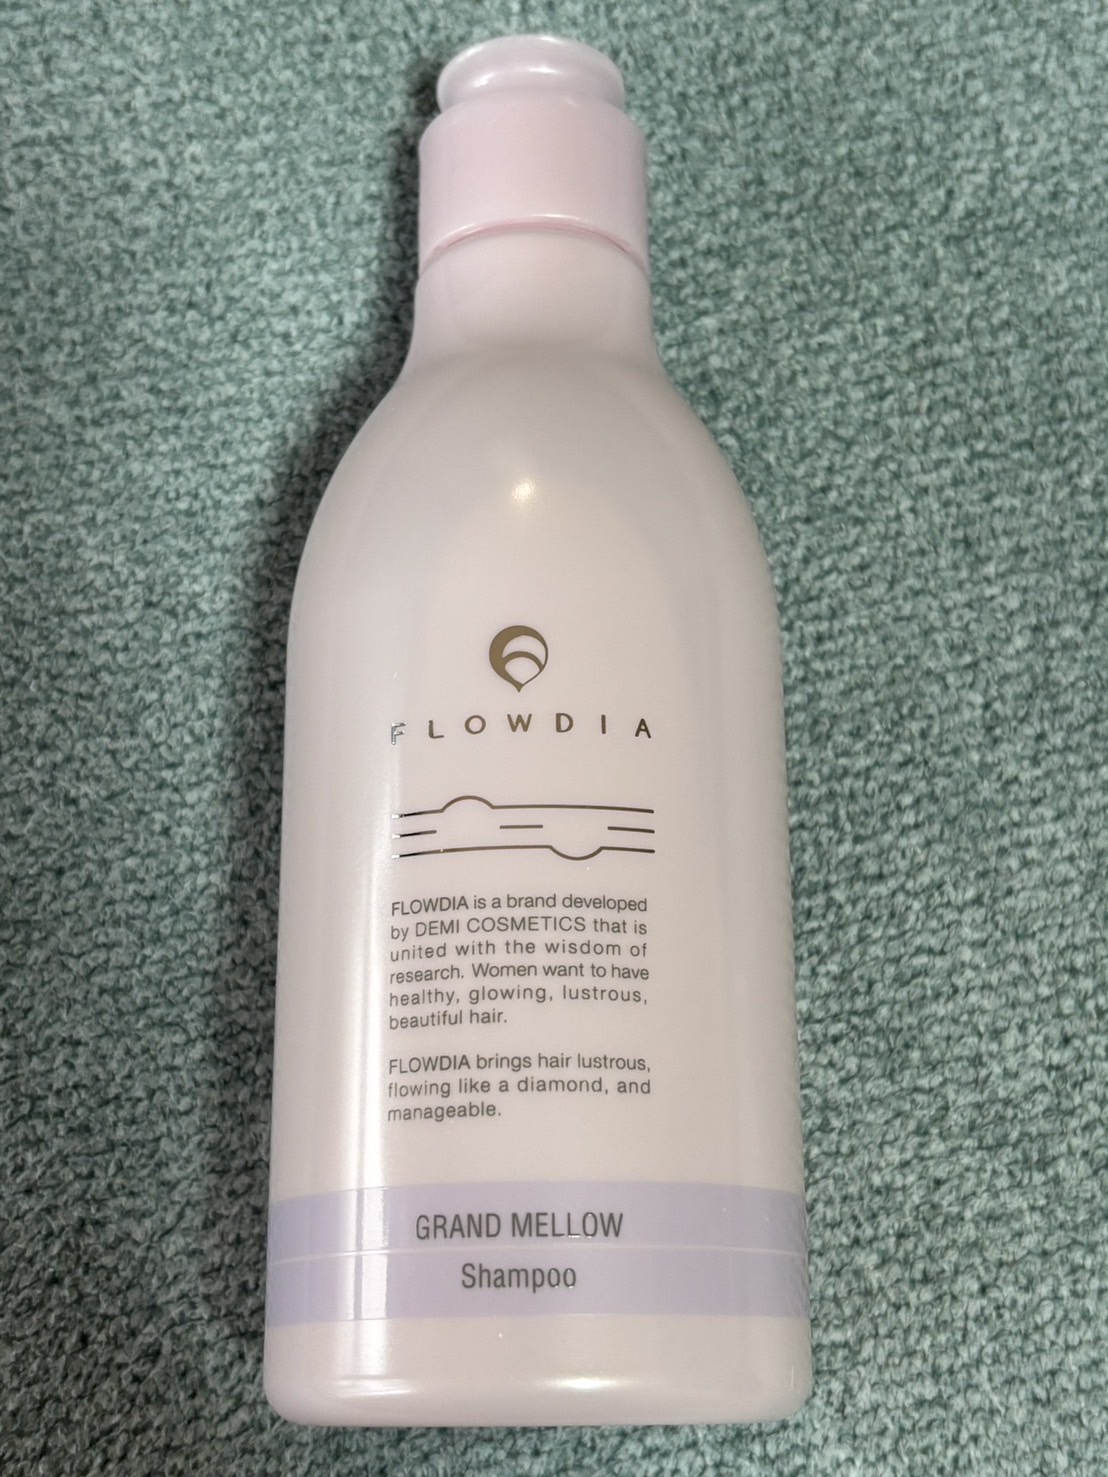 FLOWDIA
FLOWDIA is a brand developed
by DEMI COSMETICS that is
united with the wisdom of
research. Women want to have
healthy, glowing, lustrous,
beautiful hair.
FLOWDIA brings hair lustrous,
flowing like a diamond, and
manageable.
GRAND MELLOW
Shampoo